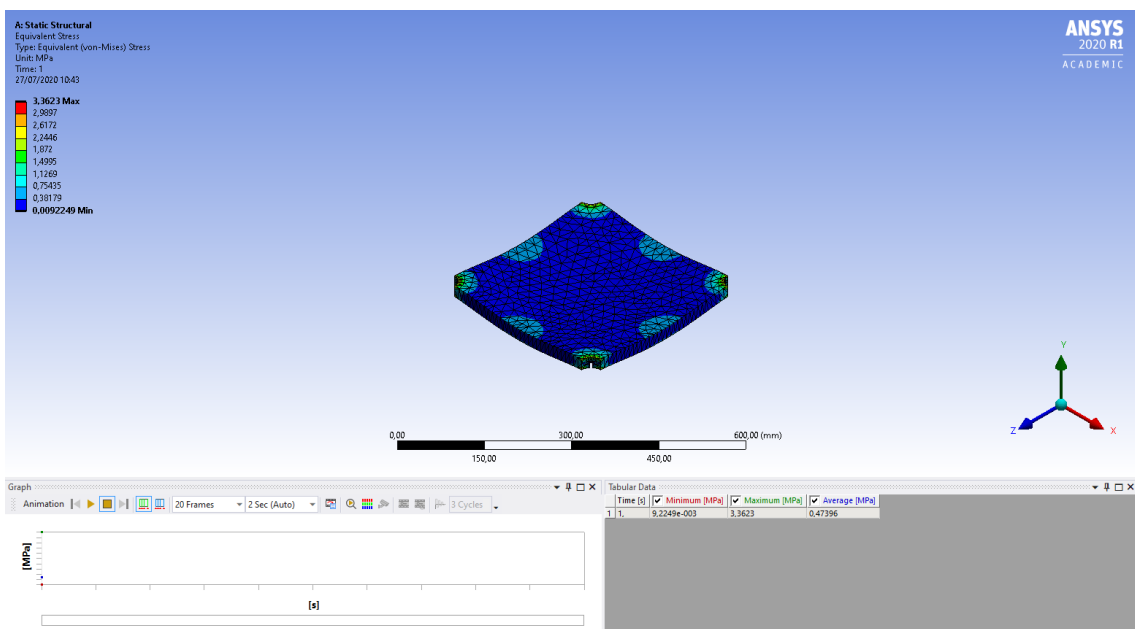 A: Static Structural
Equivalent Stress
Type: Equivalent (von-Mises) Stress
Unit: MPa
Time: 1
27/07/2020 10:43
3,3623 Max
2,9897
2,6172
2,2446
1,872
1,4995
1,1269
0,75435
0,38179
0,0092249 Min
ANSYS
2020 R1
ACADEMIC
0,00
300,00
600,00 (mm)
150,00
450,00
Y
Z
X
Graph
Animation
20 Frames
2 Sec (Auto)
3 Cycles
[MPa]
[s]
Tabular Data
Time [s] Minimum [MPa] Maximum [MPa] Average [MPa]
1 1, 9,2249e-003 3,3623 0,47396